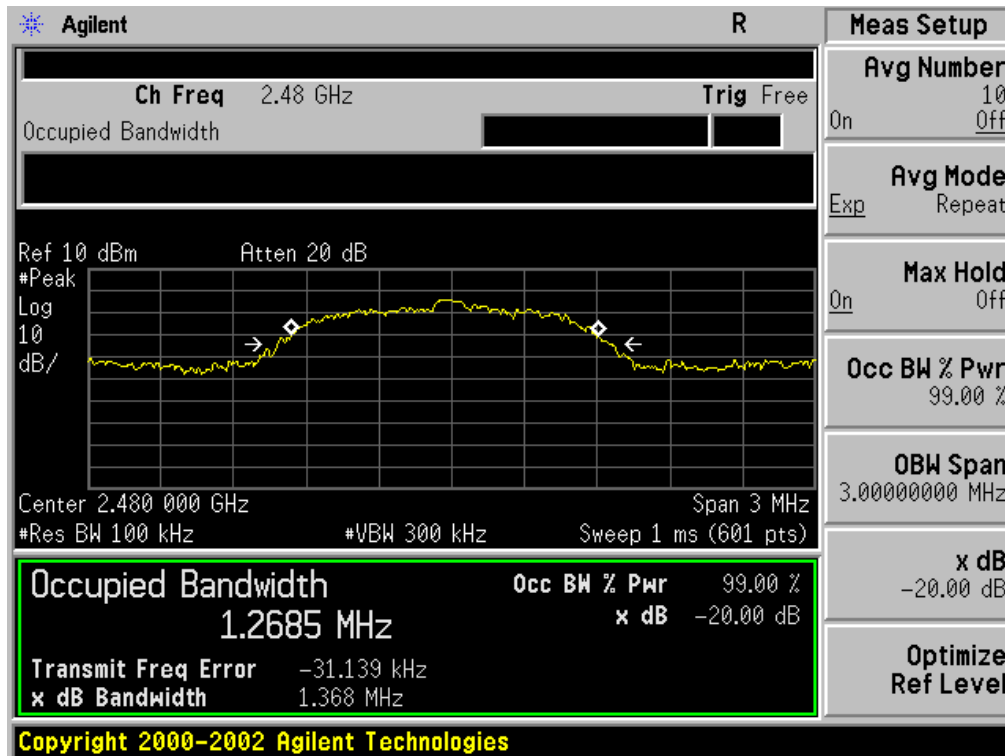 Agilent R
Ch Freq 2.48 GHz Trig Free
Occupied Bandwidth
Ref 10 dBm Atten 20 dB
#Peak
Log
10
dB/
Center 2.480 000 GHz Span 3 MHz
#Res BW 100 kHz #VBW 300 kHz Sweep 1 ms (601 pts)
Occupied Bandwidth
1.2685 MHz
Occ BW % Pwr 99.00 %
x dB -20.00 dB
Transmit Freq Error -31.139 kHz
x dB Bandwidth 1.368 MHz
Copyright 2000-2002 Agilent Technologies
Meas Setup
Avg Number
10
On Off
Avg Mode
Exp Repeat
Max Hold
On Off
Occ BW % Pwr
99.00 %
OBW Span
3.00000000 MHz
x dB
-20.00 dB
Optimize
Ref Level